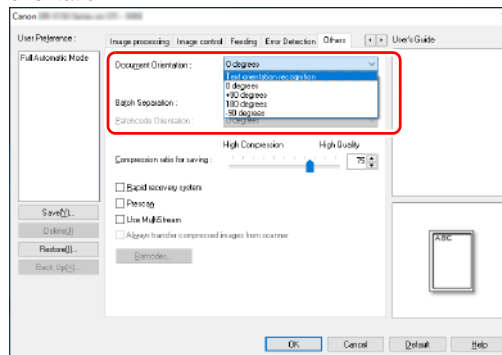 Canon
User Preference :
Full Automatic Mode
Image processing Image control Feeding Error Detection Others
User's Guide
Document Orientation : 0 degrees
Text orientation recognition
0 degrees
+90 degrees
180 degrees
-90 degrees
Batch Separation :
Patchcode Orientation : 0 degrees
High Compression High Quality
Compression ratio for saving : 75
Rapid recovery system
Prescan
Use MultiStream
Always transfer compressed images from scanner
Barcodes...
Save(V)...
Delete(J)
Restore(I)...
Back Up(H)...
ABC
OK Cancel Default Help